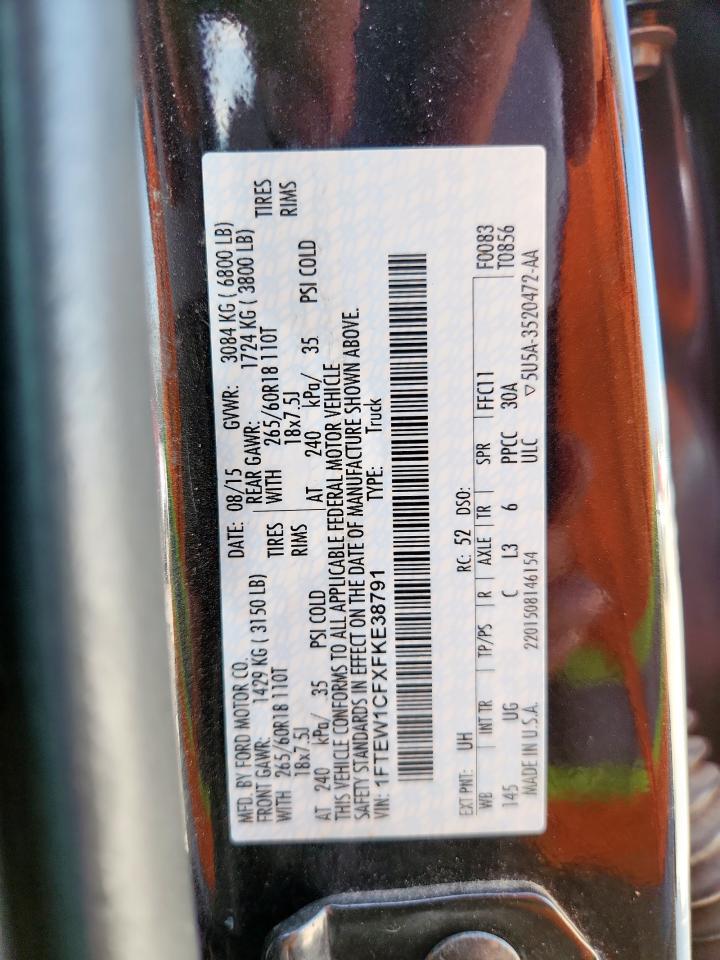 MFD. BY FORD MOTOR CO. DATE: 08/15 GVWR: 3084 KG ( 6800 LB)
FRONT GAWR: 1429 KG ( 3150 LB) REAR GAWR: 1724 KG ( 3800 LB)
WITH 265/60R18 110T TIRES WITH 265/60R18 110T TIRES
18x7.5J RIMS 18x7.5J RIMS
AT 240 kPa/ 35 PSI COLD AT 240 kPa/ 35 PSI COLD
THIS VEHICLE CONFORMS TO ALL APPLICABLE FEDERAL MOTOR VEHICLE
SAFETY STANDARDS IN EFFECT ON THE DATE OF MANUFACTURE SHOWN ABOVE.
VIN: 1FTEW1CFXFKE38791 TYPE: Truck
EXT PNT: UH RC: 52 DSO: F0083
WB INT TR TP/PS R AXLE TR SPR FFC11 T0856
145 UG C L3 6 PPCC 30A
MADE IN U.S.A. 2201508146154 ULC ▽5U5A-3520472-AA